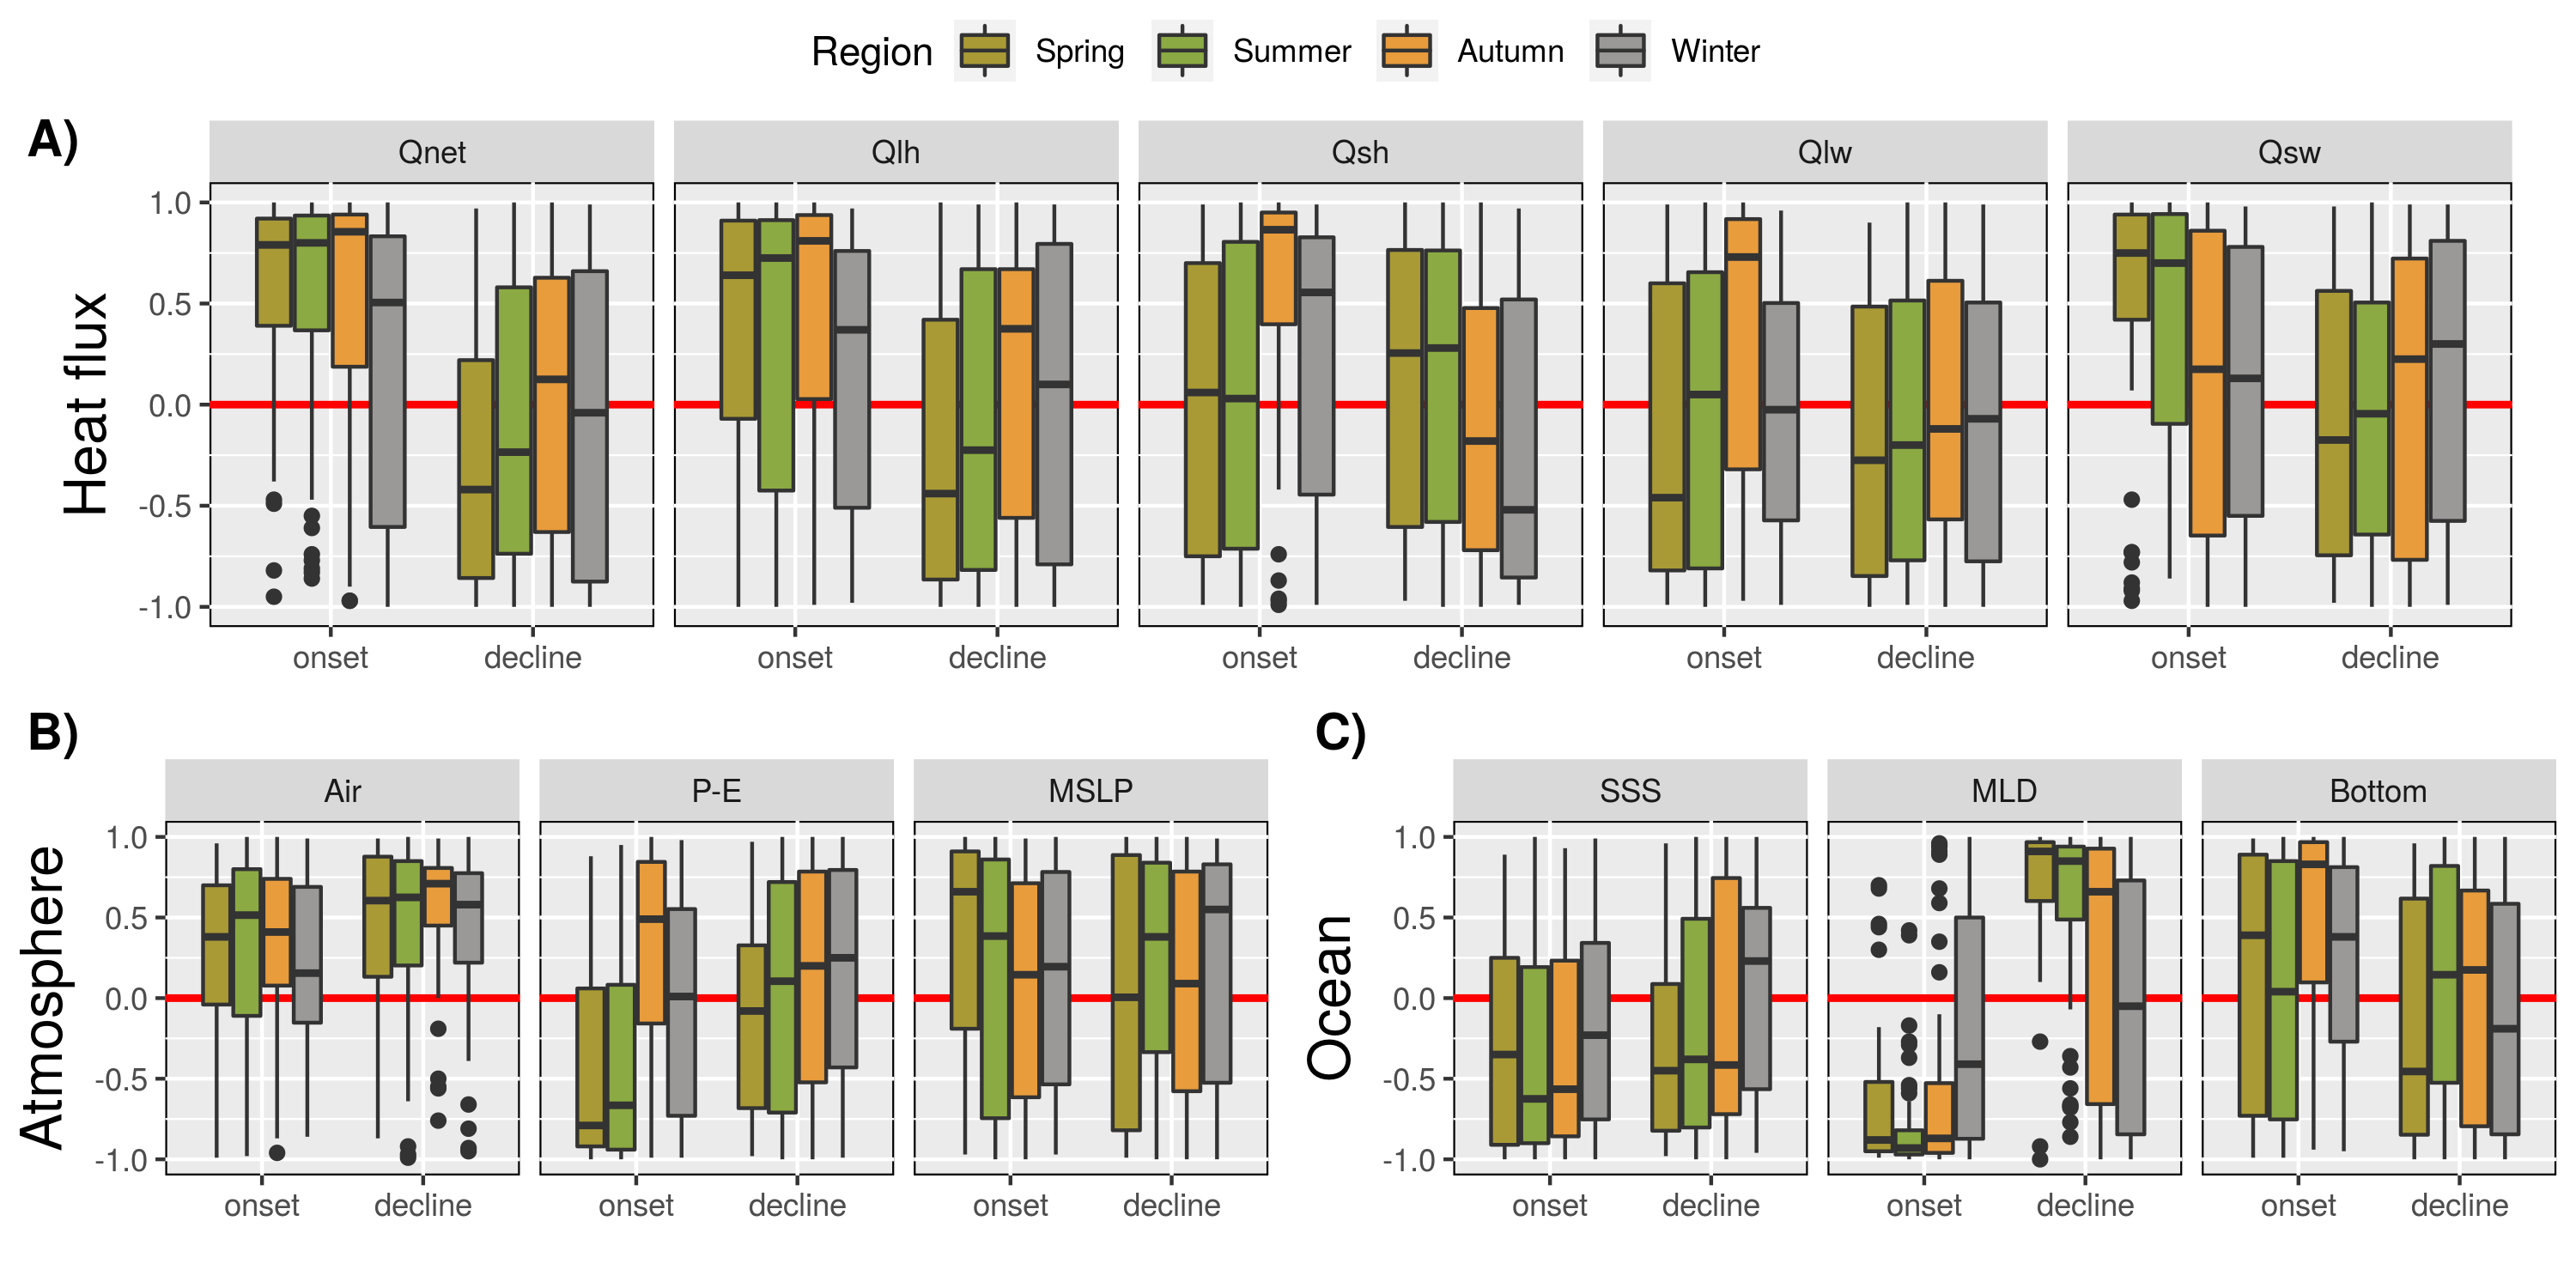 Region Spring Summer Autumn Winter
A)
Qnet Qlh Qsh Qlw Qsw
Heat flux
1.0
0.5
0.0
-0.5
-1.0
onset decline onset decline onset decline onset decline onset decline
B)
Air P-E MSLP
Atmosphere
1.0
0.5
0.0
-0.5
-1.0
onset decline onset decline onset decline
C)
SSS MLD Bottom
Ocean
1.0
0.5
0.0
-0.5
-1.0
onset decline onset decline onset decline